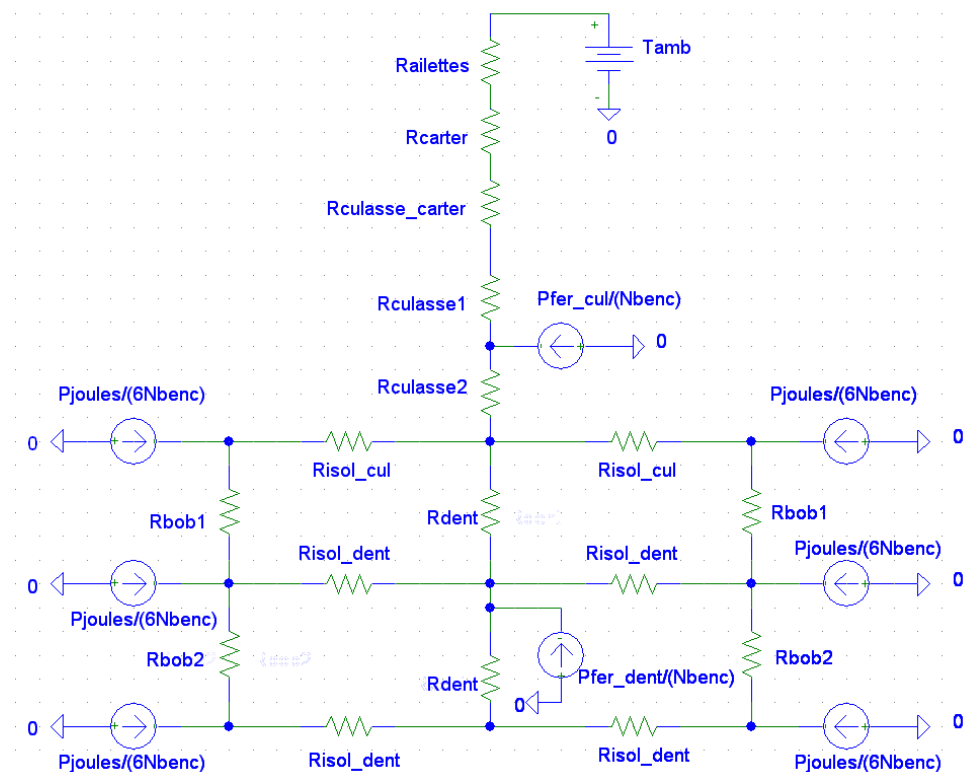 +
Tamb
Railettes
-
0
Rcarter
Rculasse_carter
Rculasse1
Pfer_cul/(Nbenc)
- +
0
Rculasse2
Pjoules/(6Nbenc)
Pjoules/(6Nbenc)
0
+
+
0
Risol_cul
Risol_cul
Rbob1
Rdent
Rbob1
Risol_dent
Risol_dent
Pjoules/(6Nbenc)
0
+
+
0
Pjoules/(6Nbenc)
-
Rbob2
Rbob2
Rdent
Pfer_dent/(Nbenc)
+
0
0
+
+
0
Risol_dent
Risol_dent
Pjoules/(6Nbenc)
Pjoules/(6Nbenc)